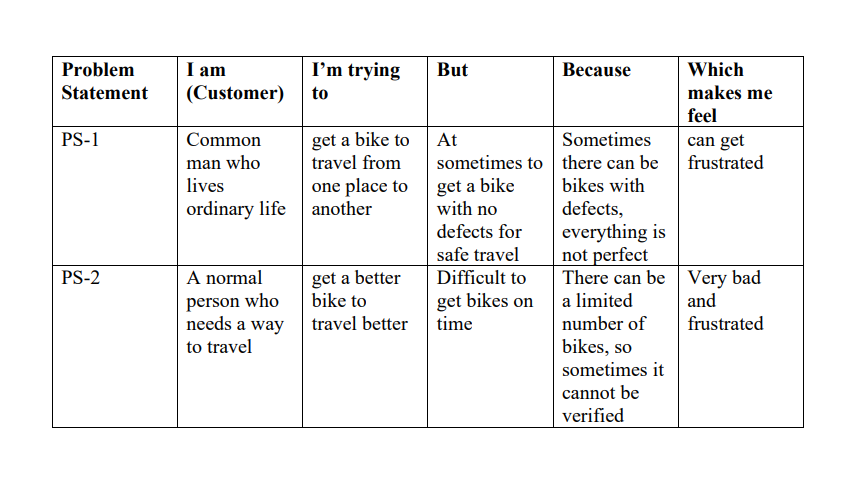 Problem Statement
I am (Customer)
I'm trying to
But
Because
Which makes me feel
PS-1
Common man who lives ordinary life
get a bike to travel from one place to another
At sometimes to get a bike with no defects for safe travel
Sometimes there can be bikes with defects, everything is not perfect
can get frustrated
PS-2
A normal person who needs a way to travel
get a better bike to travel better
Difficult to get bikes on time
There can be a limited number of bikes, so sometimes it cannot be verified
Very bad and frustrated